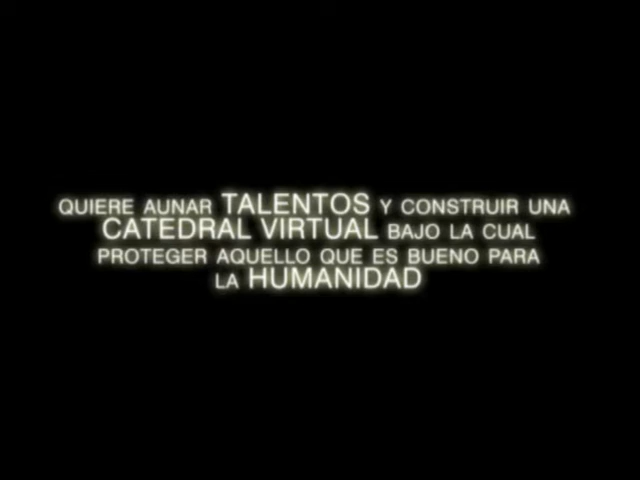 QUIERE AUNAR TALENTOS Y CONSTRUIR UNA
CATEDRAL VIRTUAL BAJO LA CUAL
PROTEGER AQUELLO QUE ES BUENO PARA
LA HUMANIDAD